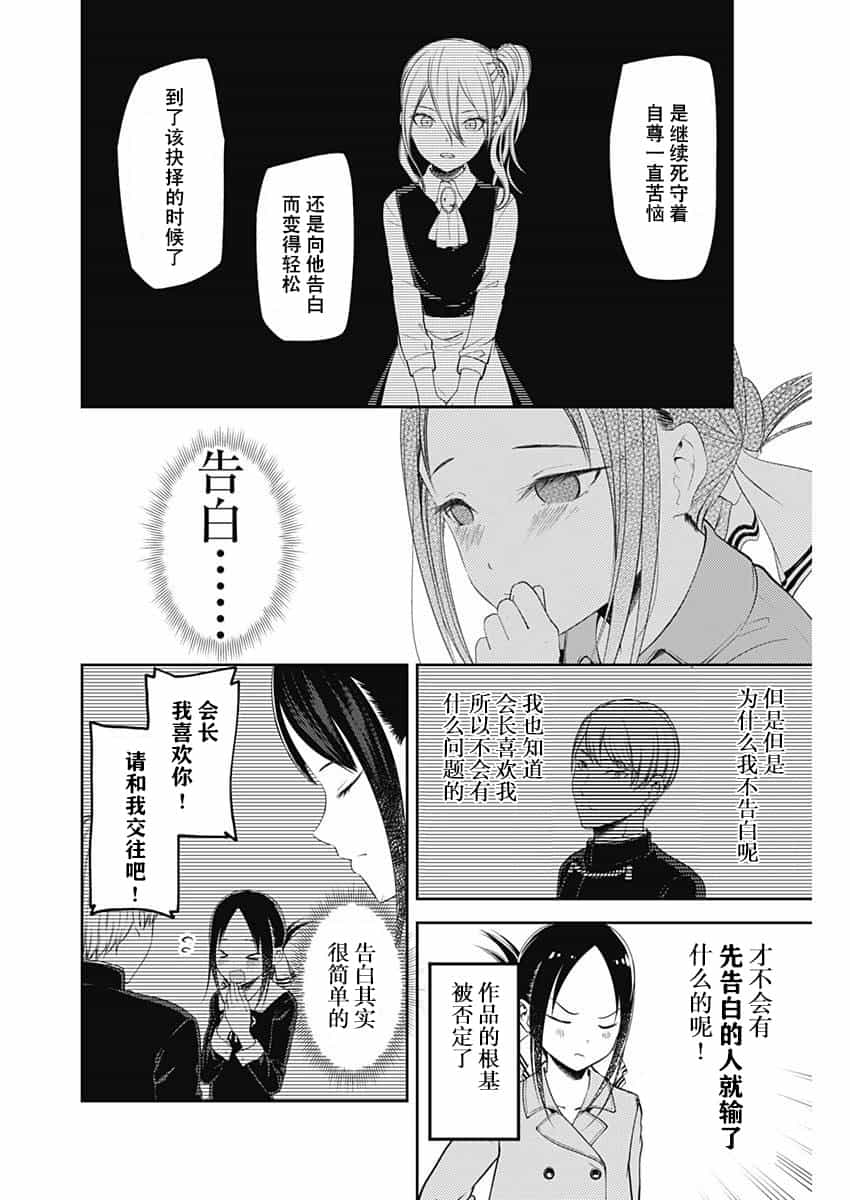 是继续死守着
自尊一直苦恼
还是向他告白
而变得轻松
到了该抉择的时候
了
告白……
但是但是
为什么我不告白呢
我也知道
会长喜欢我
所以不会有
什么问题的
会长
我喜欢你！
请和我交往吧！
告白其实
很简单的
才不会有
先告白的人就输了
什么的呢！
作品的根基
被否定了